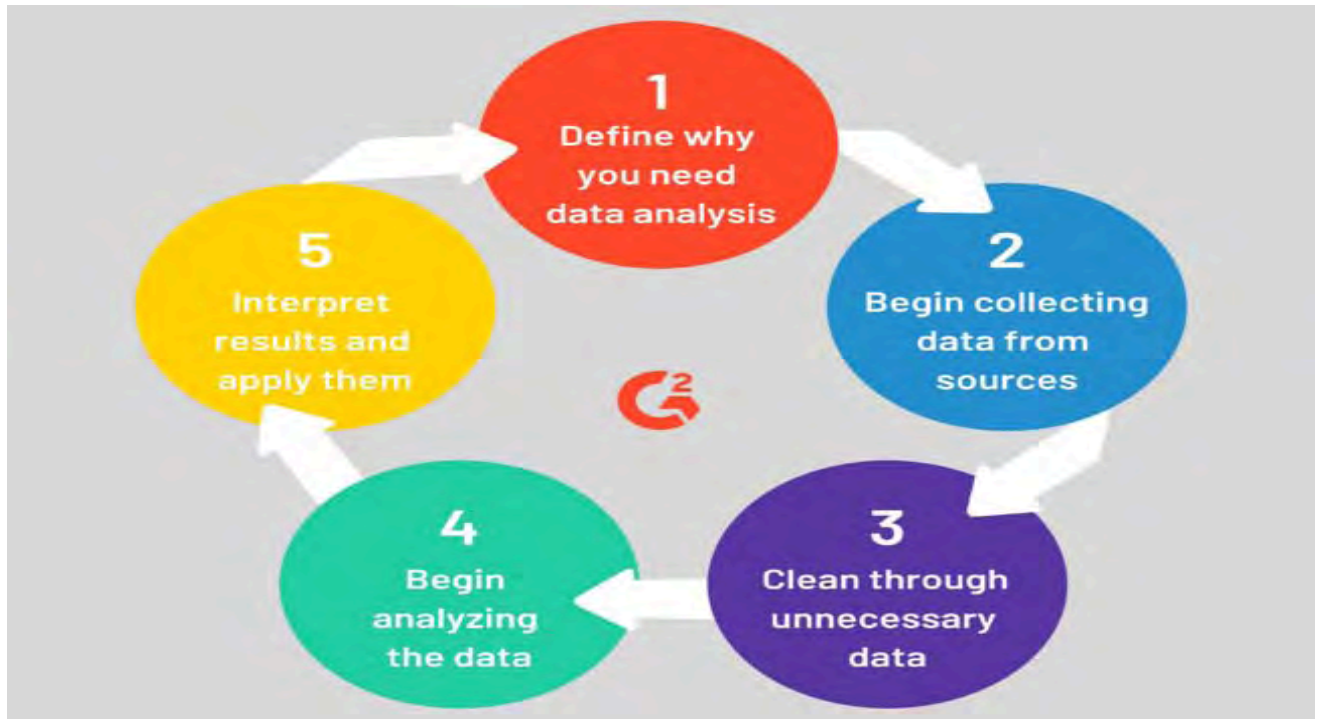 1
Define why
you need
data analysis
2
Begin collecting
data from
sources
3
Clean through
unnecessary
data
4
Begin
analyzing
the data
5
Interpret
results and
apply them
G2